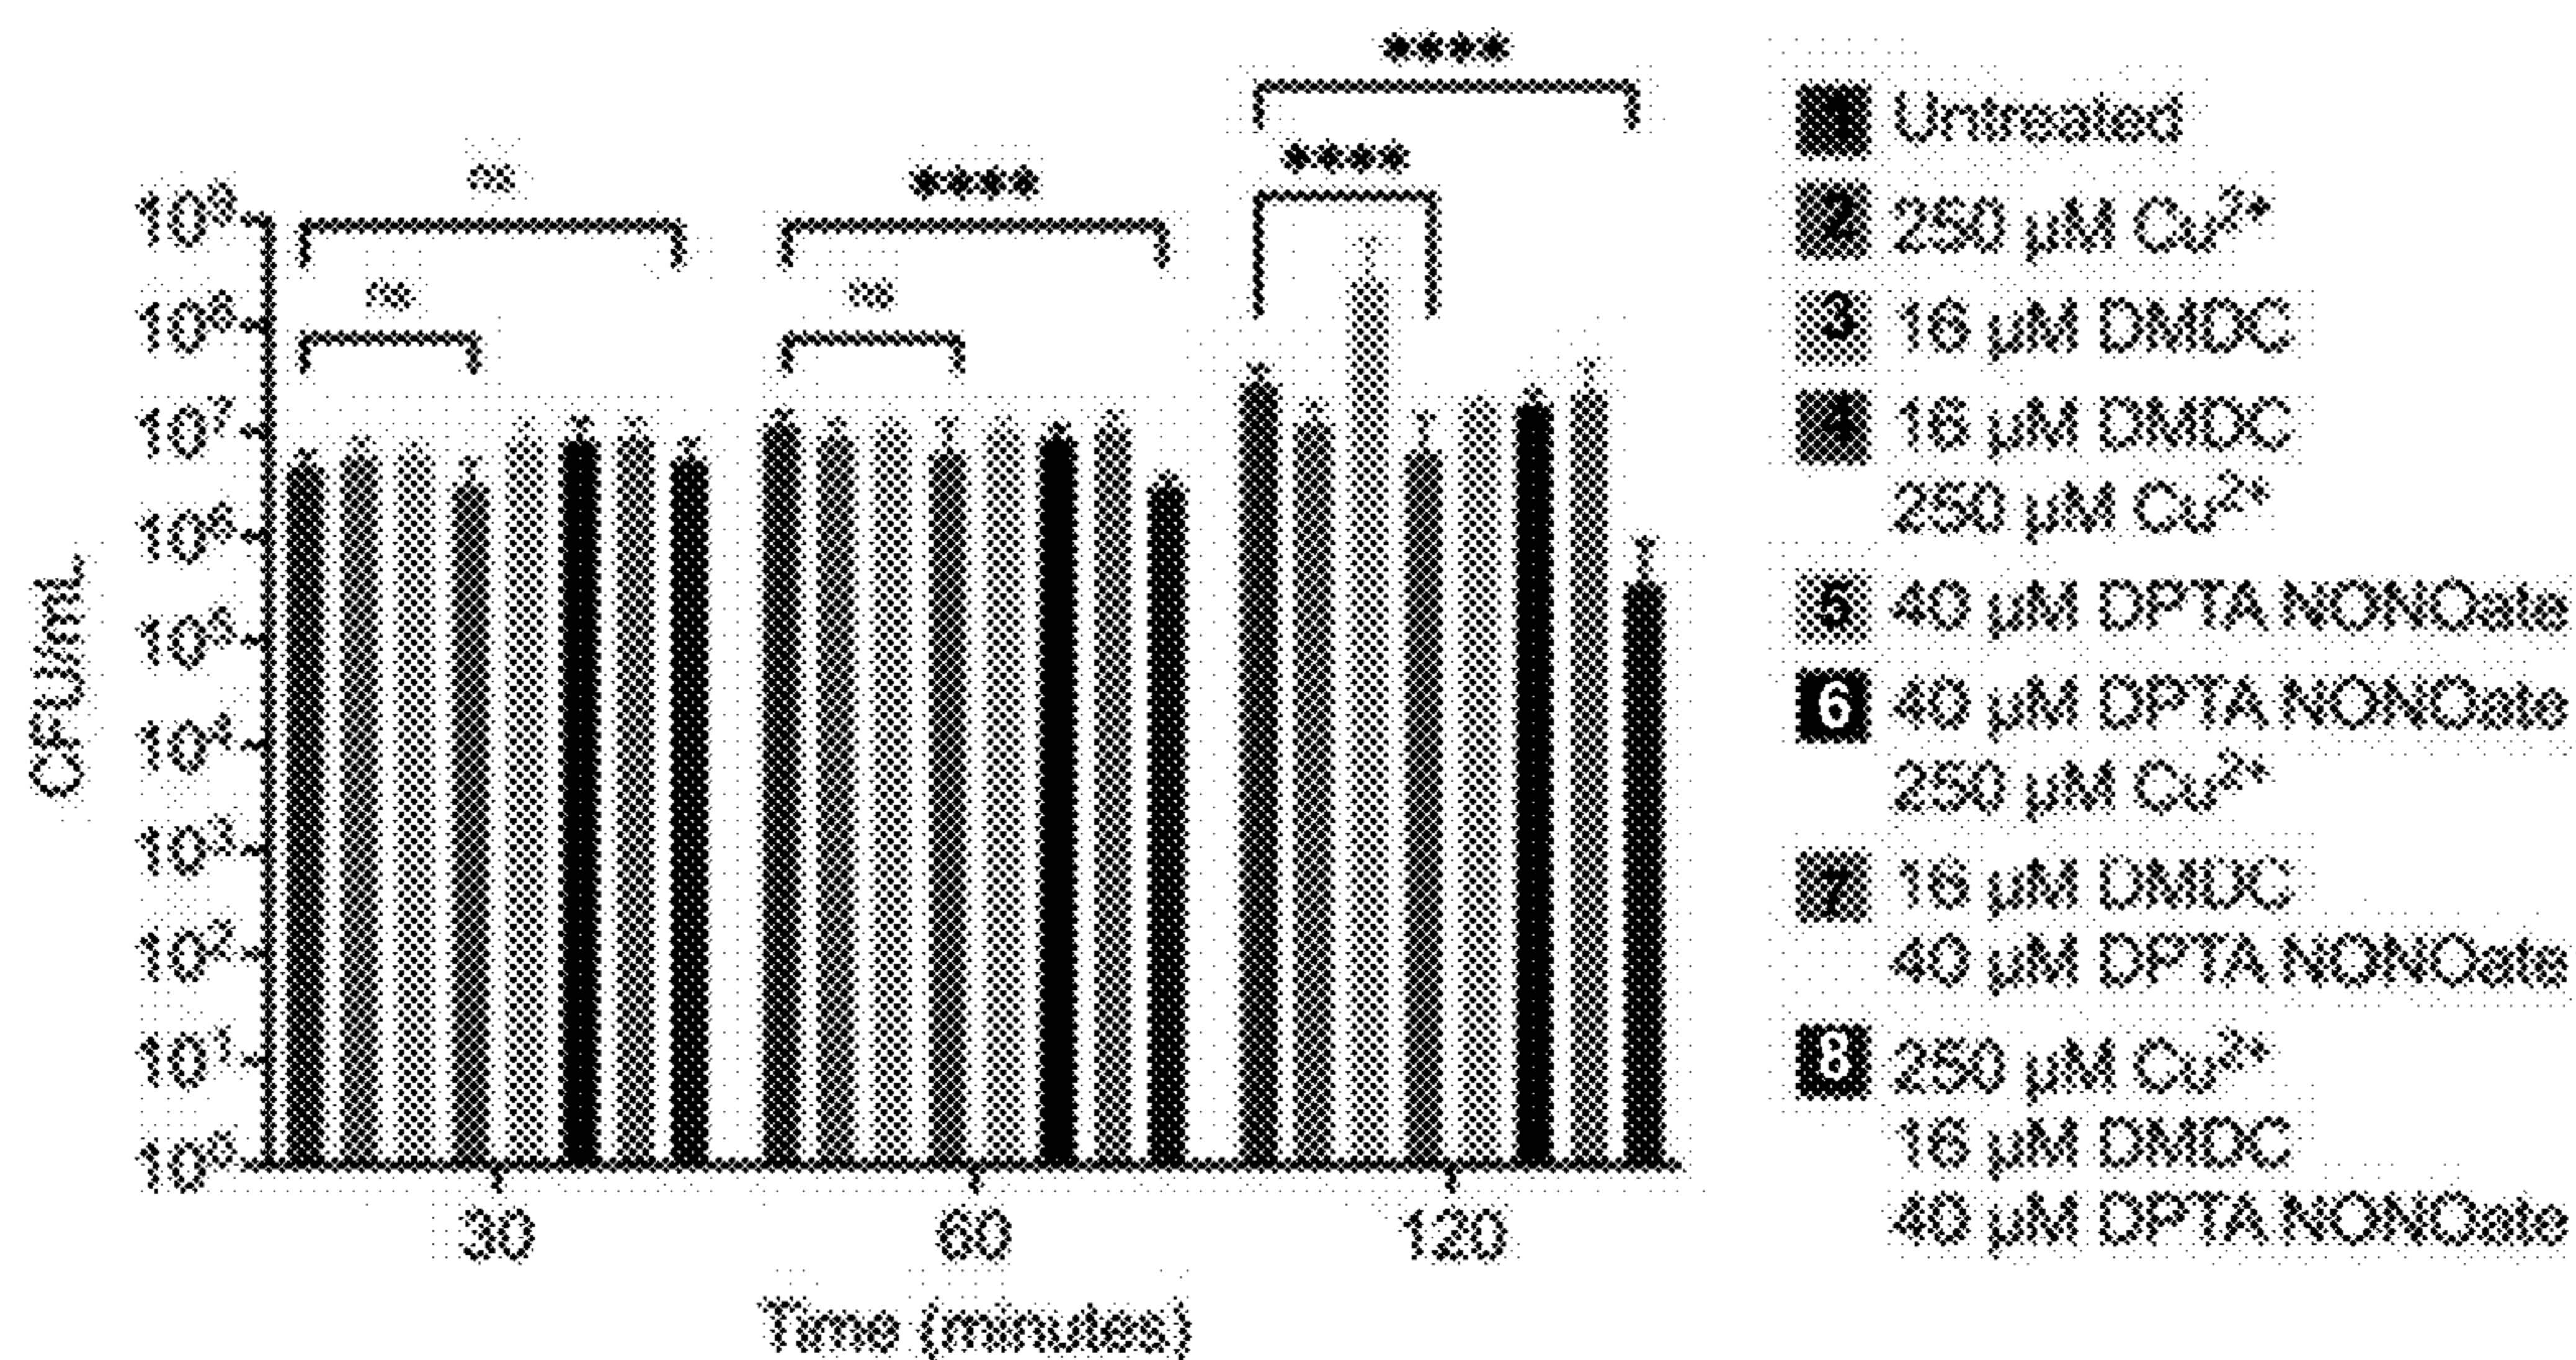 ****
****
ns
****
ns
ns
10⁹
10⁸
10⁷
10⁶
10⁵
10⁴
10³
10²
10¹
10⁰
CFU/mL
30
60
120
Time (minutes)
1 Untreated
2 250 µM Cu²⁺
3 16 µM DMDC
4 16 µM DMDC
250 µM Cu²⁺
5 40 µM DPTA NONOate
6 40 µM DPTA NONOate
250 µM Cu²⁺
7 16 µM DMDC
40 µM DPTA NONOate
8 250 µM Cu²⁺
16 µM DMDC
40 µM DPTA NONOate